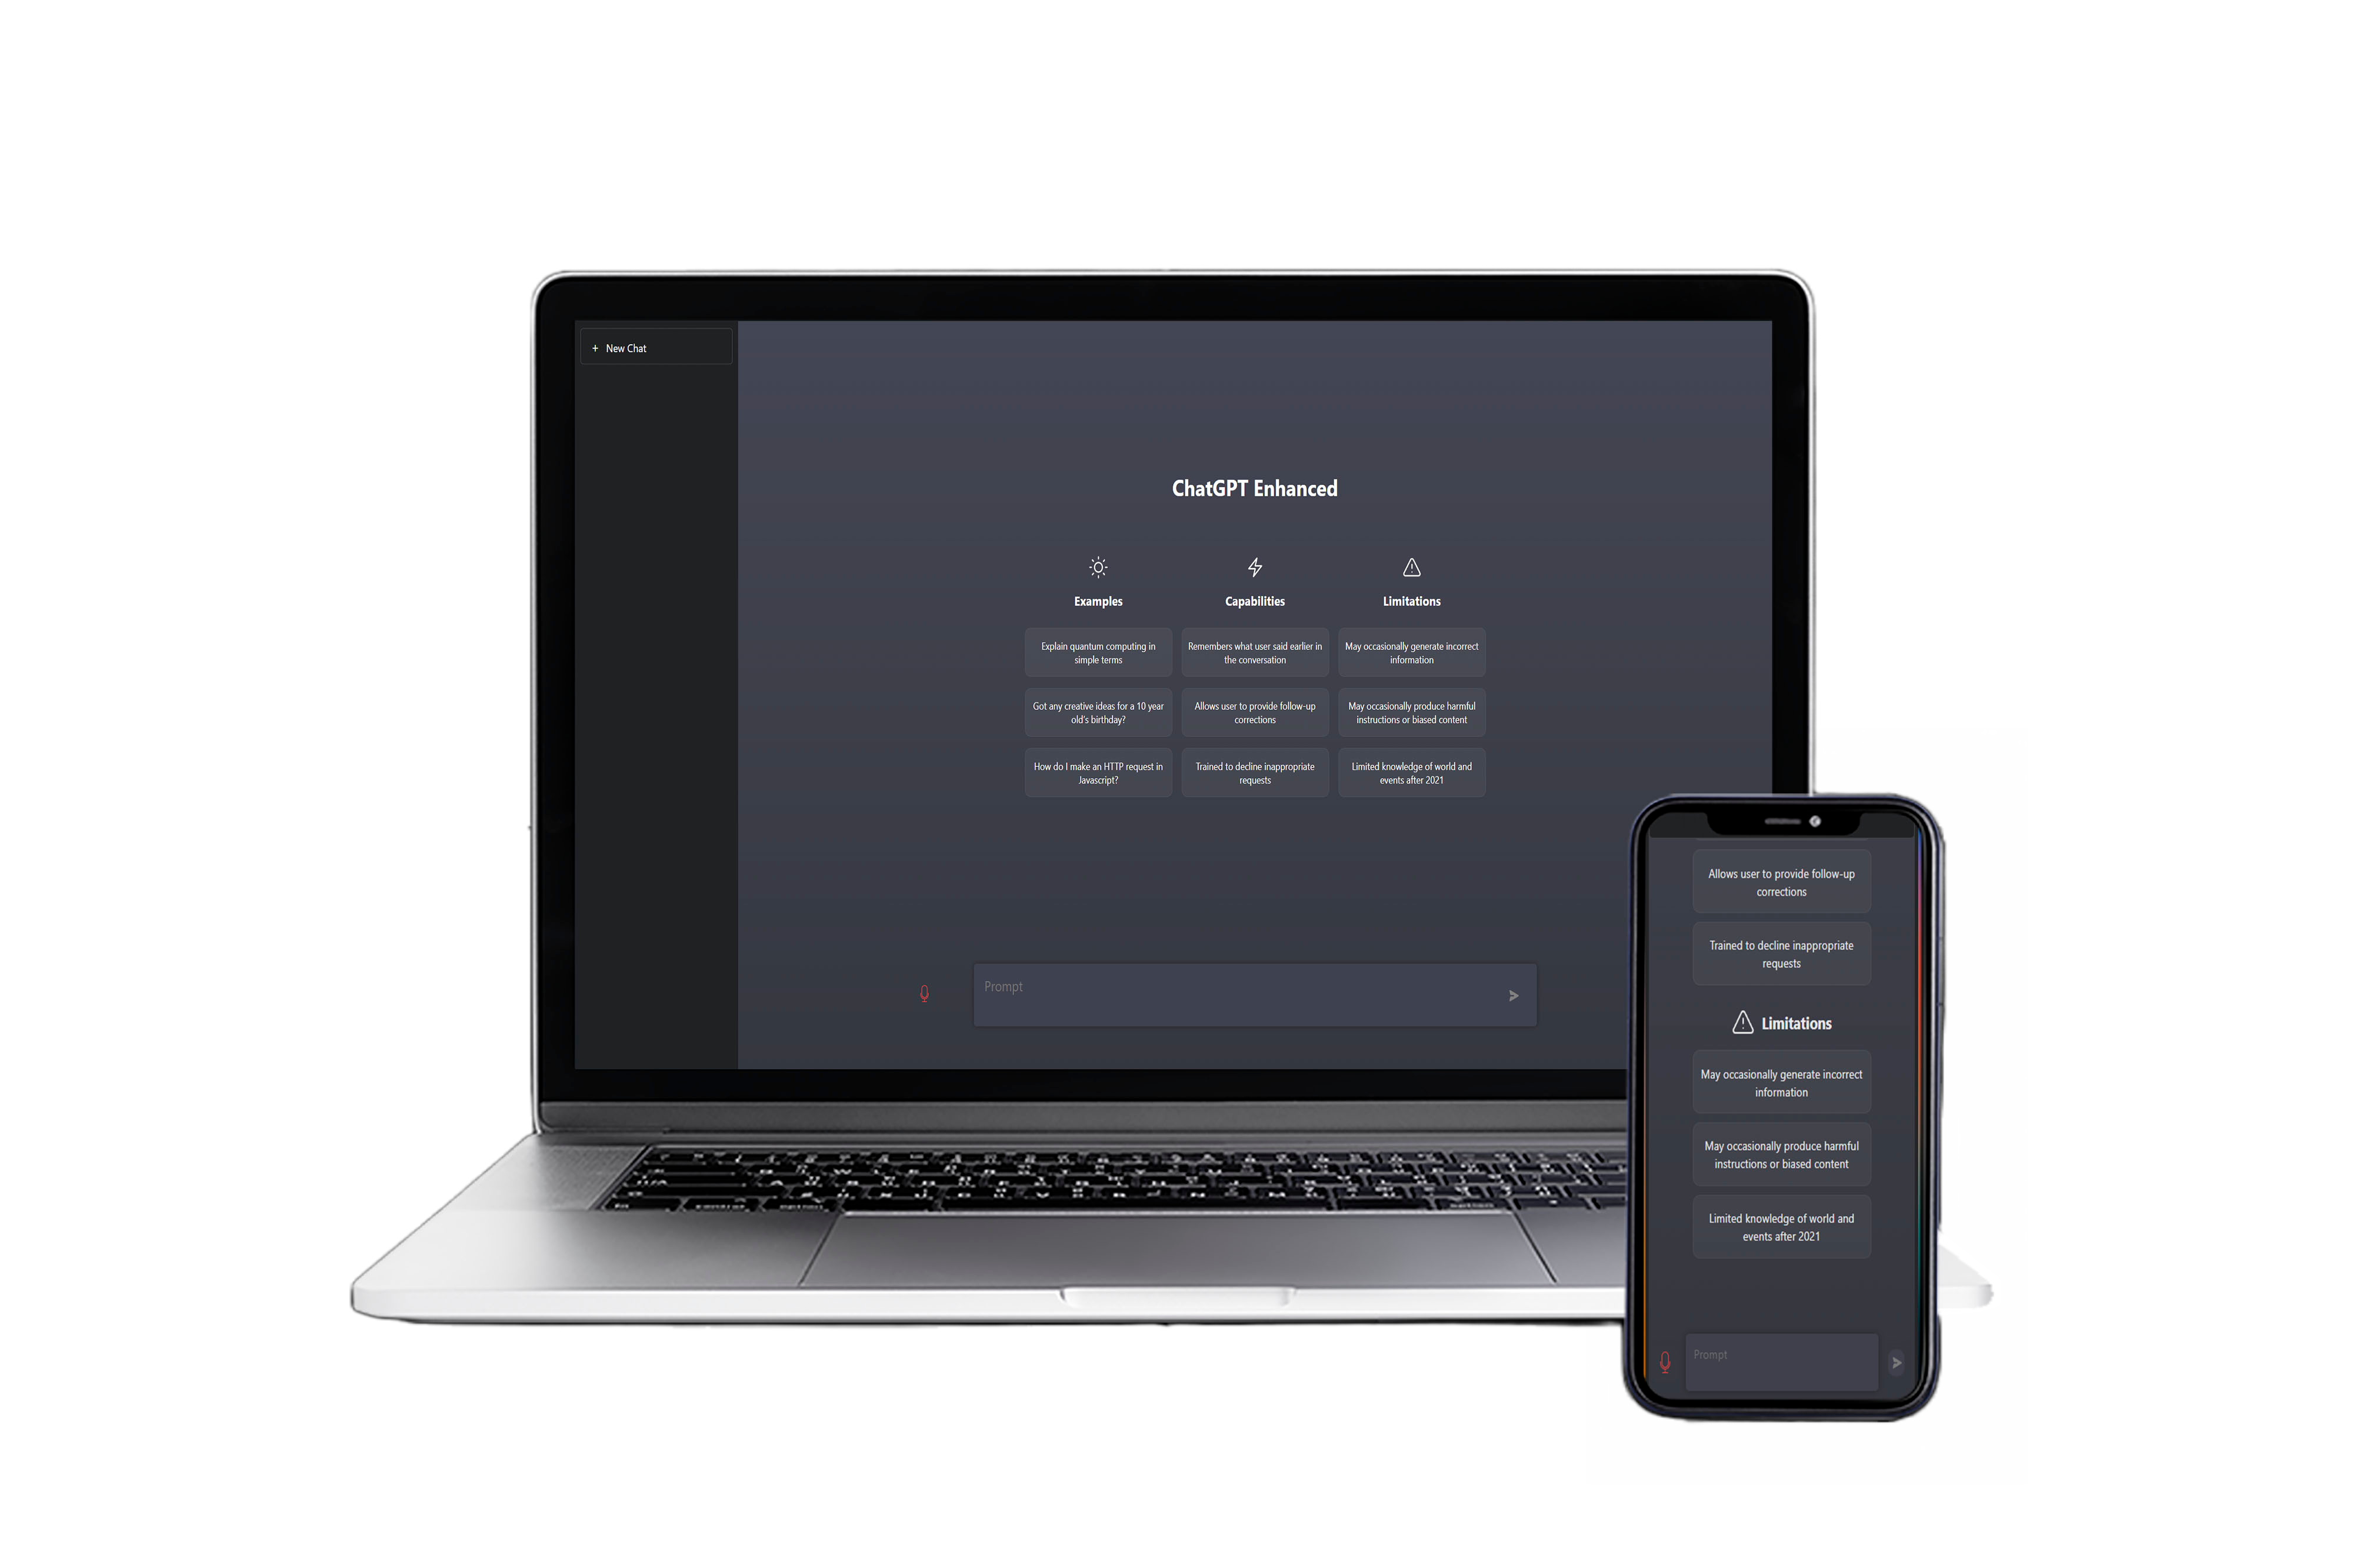 + New Chat
ChatGPT Enhanced
Examples
Capabilities
Limitations
Explain quantum computing in
simple terms
Remembers what user said earlier in
the conversation
May occasionally generate incorrect
information
Got any creative ideas for a 10 year
old's birthday?
Allows user to provide follow-up
corrections
May occasionally produce harmful
instructions or biased content
How do I make an HTTP request in
Javascript?
Trained to decline inappropriate
requests
Limited knowledge of world and
events after 2021
Prompt
Allows user to provide follow-up
corrections
Trained to decline inappropriate
requests
Limitations
May occasionally generate incorrect
information
May occasionally produce harmful
instructions or biased content
Limited knowledge of world and
events after 2021
Prompt